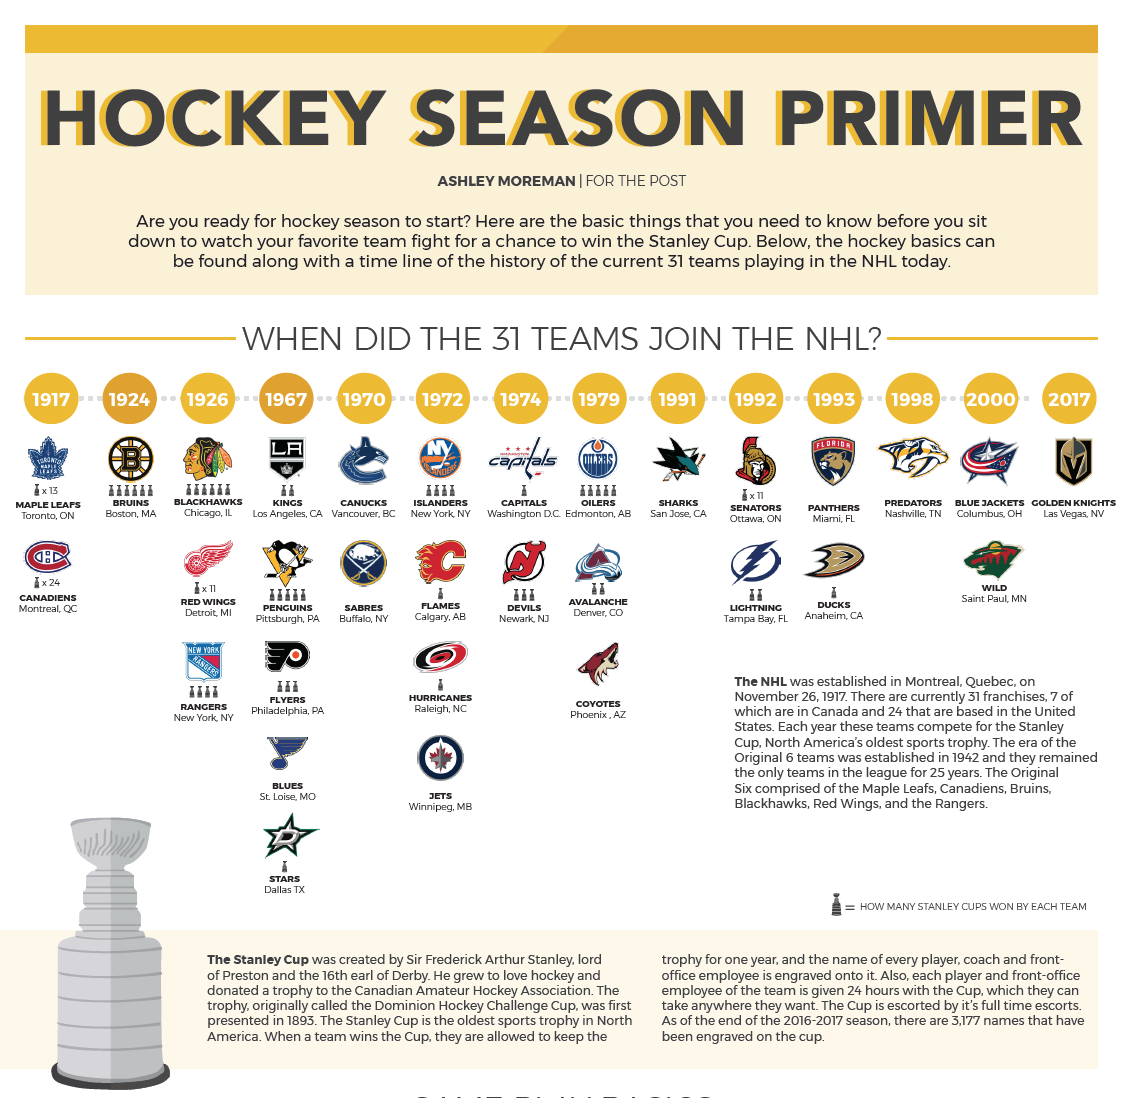 HOCKEY SEASON PRIMER
ASHLEY MOREMAN | FOR THE POST
Are you ready for hockey season to start? Here are the basic things that you need to know before you sit
down to watch your favorite team fight for a chance to win the Stanley Cup. Below, the hockey basics can
be found along with a time line of the history of the current 31 teams playing in the NHL today.
WHEN DID THE 31 TEAMS JOIN THE NHL?
1917 1924 1926 1967 1970 1972 1974 1979 1991 1992 1993 1998 2000 2017
TORONTO
MAPLE
LEAFS
x 13
MAPLE LEAFS
Toronto, ON
x 24
CANADIENS
Montreal, QC
B
BRUINS
Boston, MA
BLACKHAWKS
Chicago, IL
x 11
RED WINGS
Detroit, MI
NEW YORK
RANGERS
RANGERS
New York, NY
LA
KINGS
Los Angeles, CA
PENGUINS
Pittsburgh, PA
FLYERS
Philadelphia, PA
BLUES
St. Loise, MO
D
STARS
Dallas TX
CANUCKS
Vancouver, BC
SABRES
Buffalo, NY
NY
ISLANDERS
New York, NY
FLAMES
Calgary, AB
HURRICANES
Raleigh, NC
JETS
Winnipeg, MB
capitals
CAPITALS
Washington D.C.
DEVILS
Newark, NJ
OILERS
OILERS
Edmonton, AB
AVALANCHE
Denver, CO
COYOTES
Phoenix , AZ
SHARKS
San Jose, CA
x 11
SENATORS
Ottawa, ON
LIGHTNING
Tampa Bay, FL
FLORIDA
PANTHERS
Miami, FL
DUCKS
Anaheim, CA
PREDATORS
Nashville, TN
BLUE JACKETS
Columbus, OH
WILD
Saint Paul, MN
GOLDEN KNIGHTS
Las Vegas, NV
The NHL was established in Montreal, Quebec, on
November 26, 1917. There are currently 31 franchises, 7 of
which are in Canada and 24 that are based in the United
States. Each year these teams compete for the Stanley
Cup, North America's oldest sports trophy. The era of the
Original 6 teams was established in 1942 and they remained
the only teams in the league for 25 years. The Original
Six comprised of the Maple Leafs, Canadiens, Bruins,
Blackhawks, Red Wings, and the Rangers.
= HOW MANY STANLEY CUPS WON BY EACH TEAM
The Stanley Cup was created by Sir Frederick Arthur Stanley, lord
of Preston and the 16th earl of Derby. He grew to love hockey and
donated a trophy to the Canadian Amateur Hockey Association. The
trophy, originally called the Dominion Hockey Challenge Cup, was first
presented in 1893. The Stanley Cup is the oldest sports trophy in North
America. When a team wins the Cup, they are allowed to keep the
trophy for one year, and the name of every player, coach and front-
office employee is engraved onto it. Also, each player and front-office
employee of the team is given 24 hours with the Cup, which they can
take anywhere they want. The Cup is escorted by it's full time escorts.
As of the end of the 2016-2017 season, there are 3,177 names that have
been engraved on the cup.